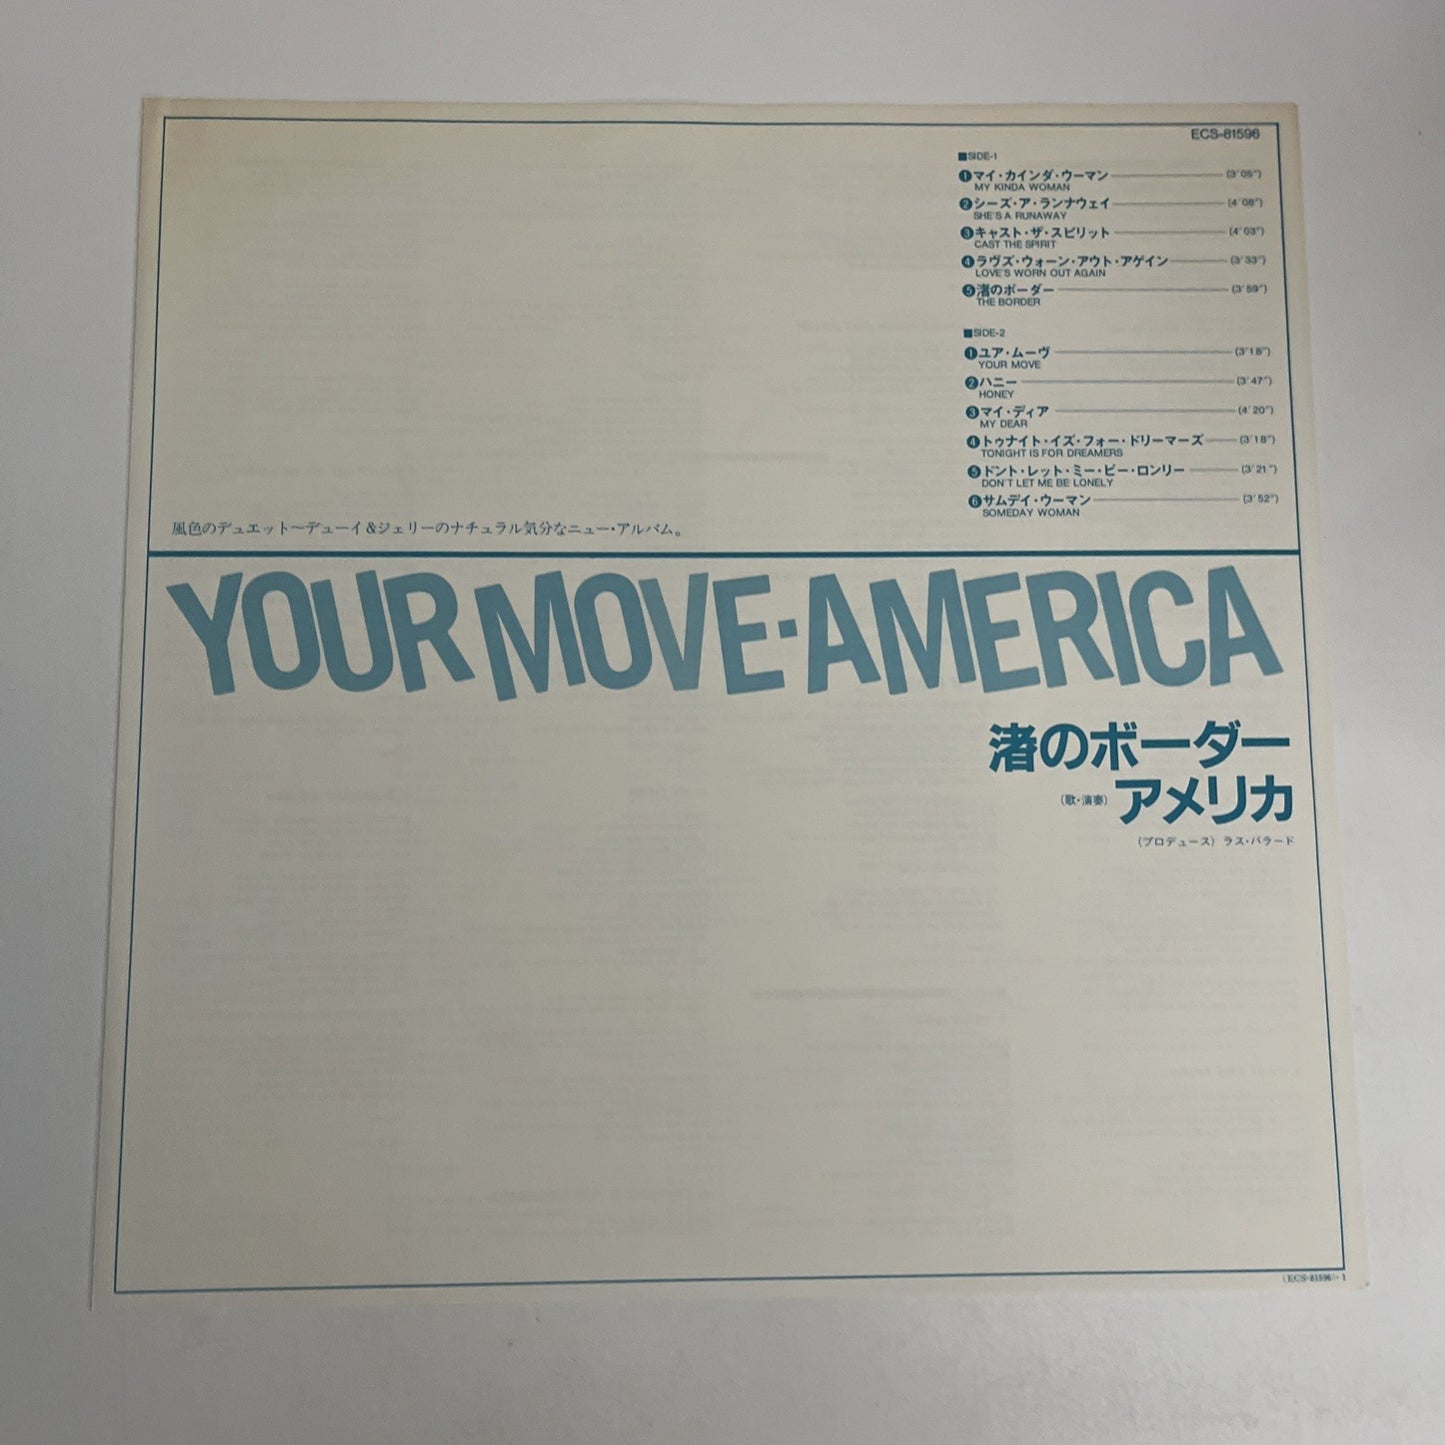 ECS-81596
■SIDE-1
❶マイ・カインダ・ウーマン (3'05")
MY KINDA WOMAN
❷シーズ・ア・ランナウェイ (4'08")
SHE'S A RUNAWAY
❸キャスト・ザ・スピリット (4'03")
CAST THE SPIRIT
❹ラヴズ・ウォーン・アウト・アゲイン (3'33")
LOVE'S WORN OUT AGAIN
❺渚のボーダー (3'59")
THE BORDER
■SIDE-2
❶ユア・ムーヴ (3'18")
YOUR MOVE
❷ハニー (3'47")
HONEY
❸マイ・ディア (4'20")
MY DEAR
❹トゥナイト・イズ・フォー・ドリーマーズ (3'18")
TONIGHT IS FOR DREAMERS
❺ドント・レット・ミー・ビー・ロンリー (3'21")
DON'T LET ME BE LONELY
❻サムデイ・ウーマン (3'52")
SOMEDAY WOMAN
風色のデュエット〜デューイ&ジェリーのナチュラル気分なニュー・アルバム。
YOUR MOVE・AMERICA
渚のボーダー
(歌・演奏) アメリカ
(プロデュース) ラス・バラード
(ECS-81596)-1